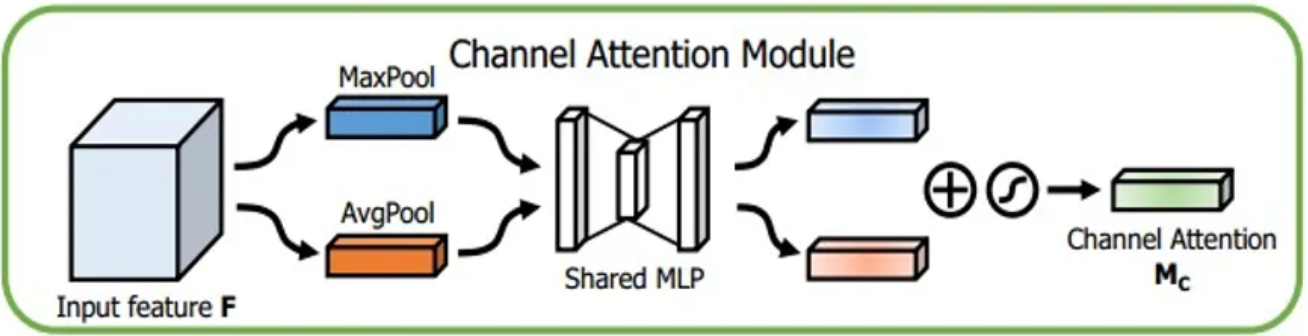 Channel Attention Module
MaxPool
AvgPool
Input feature F
Shared MLP
Channel Attention
Mc